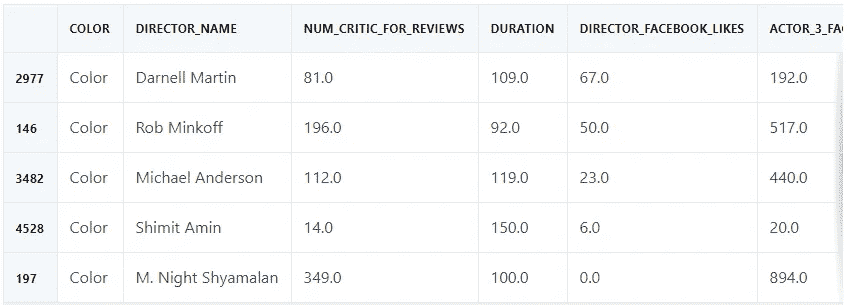 COLOR DIRECTOR_NAME NUM_CRITIC_FOR_REVIEWS DURATION DIRECTOR_FACEBOOK_LIKES
2977 Color Darnell Martin 81.0 109.0 67.0 192.0
146 Color Rob Minkoff 196.0 92.0 50.0 517.0
3482 Color Michael Anderson 112.0 119.0 23.0 440.0
4528 Color Shimit Amin 14.0 150.0 6.0 20.0
197 Color M. Night Shyamalan 349.0 100.0 0.0 894.0